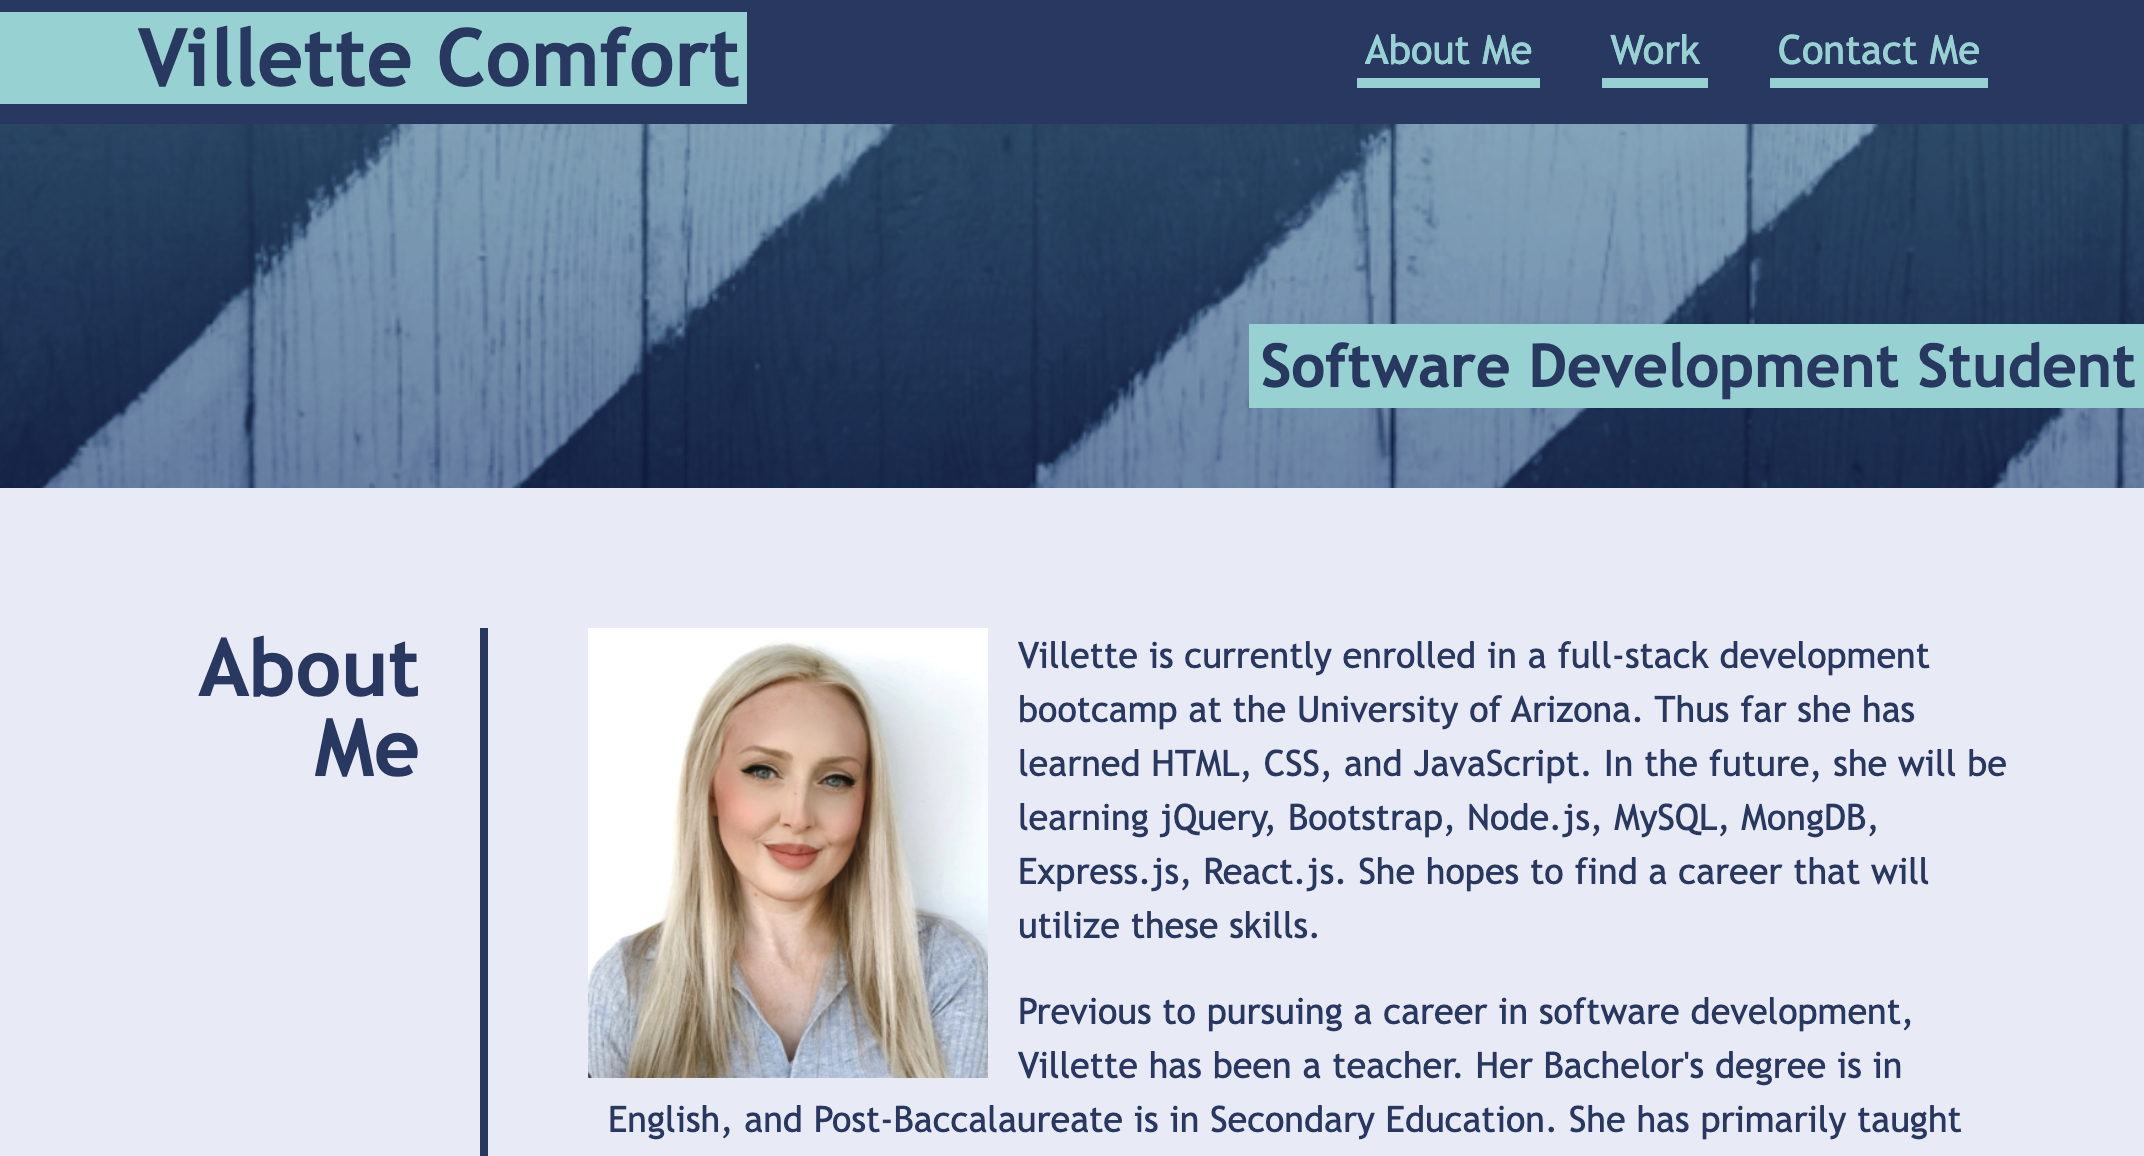 Villette Comfort
About Me
Work
Contact Me
Software Development Student
About
Me
Villette is currently enrolled in a full-stack development
bootcamp at the University of Arizona. Thus far she has
learned HTML, CSS, and JavaScript. In the future, she will be
learning jQuery, Bootstrap, Node.js, MySQL, MongDB,
Express.js, React.js. She hopes to find a career that will
utilize these skills.
Previous to pursuing a career in software development,
Villette has been a teacher. Her Bachelor's degree is in
English, and Post-Baccalaureate is in Secondary Education. She has primarily taught